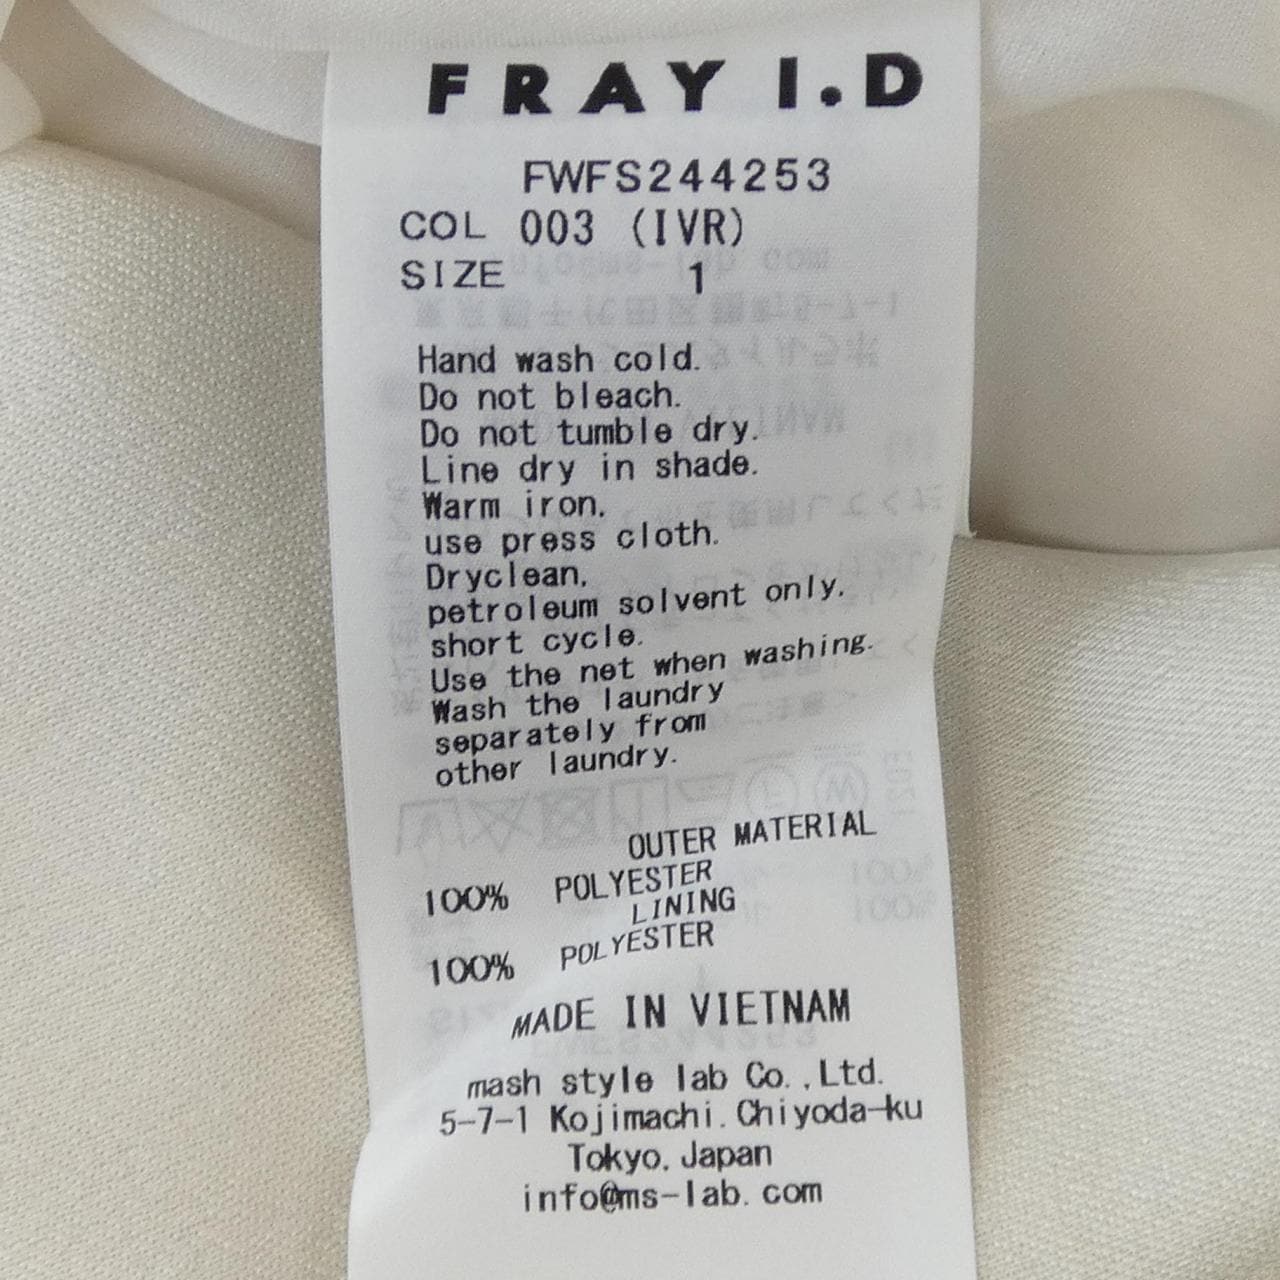 FRAY I.D
FWFS244253
COL 003 (IVR)
SIZE 1
Hand wash cold.
Do not bleach.
Do not tumble dry.
Line dry in shade.
Warm iron.
use press cloth.
Dryclean.
petroleum solvent only.
short cycle.
Use the net when washing.
Wash the laundry
separately from
other laundry.
OUTER MATERIAL
100% POLYESTER
LINING
100% POLYESTER
MADE IN VIETNAM
mash style lab Co.,Ltd.
5-7-1 Kojimachi.Chiyoda-ku
Tokyo.Japan
info@ms-lab.com